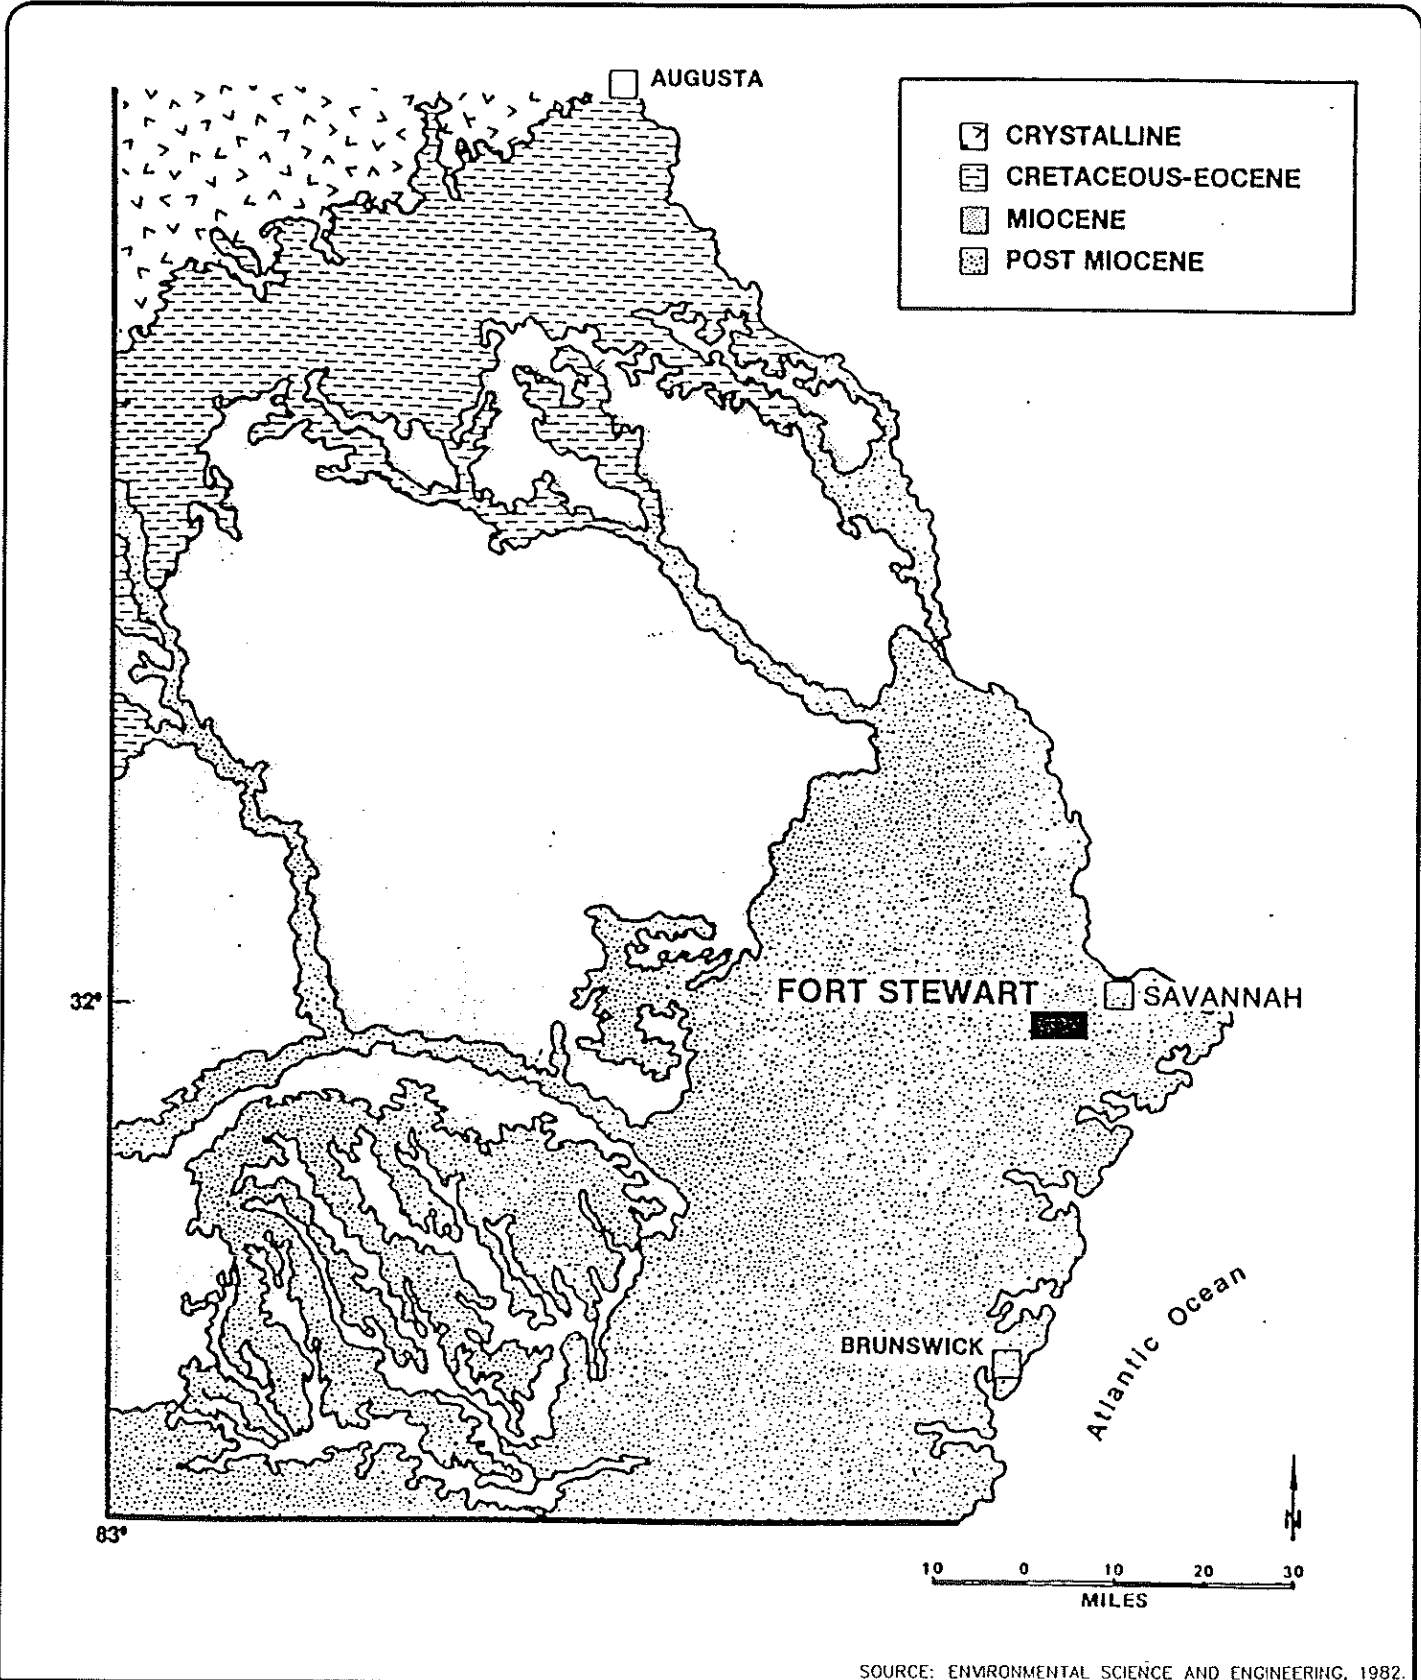 AUGUSTA
CRYSTALLINE
CRETACEOUS-EOCENE
MIOCENE
POST MIOCENE
FORT STEWART
32°
SAVANNAH
BRUNSWICK
Atlantic Ocean
N
83°
10 0 10 20 30
MILES
SOURCE: ENVIRONMENTAL SCIENCE AND ENGINEERING, 1982.